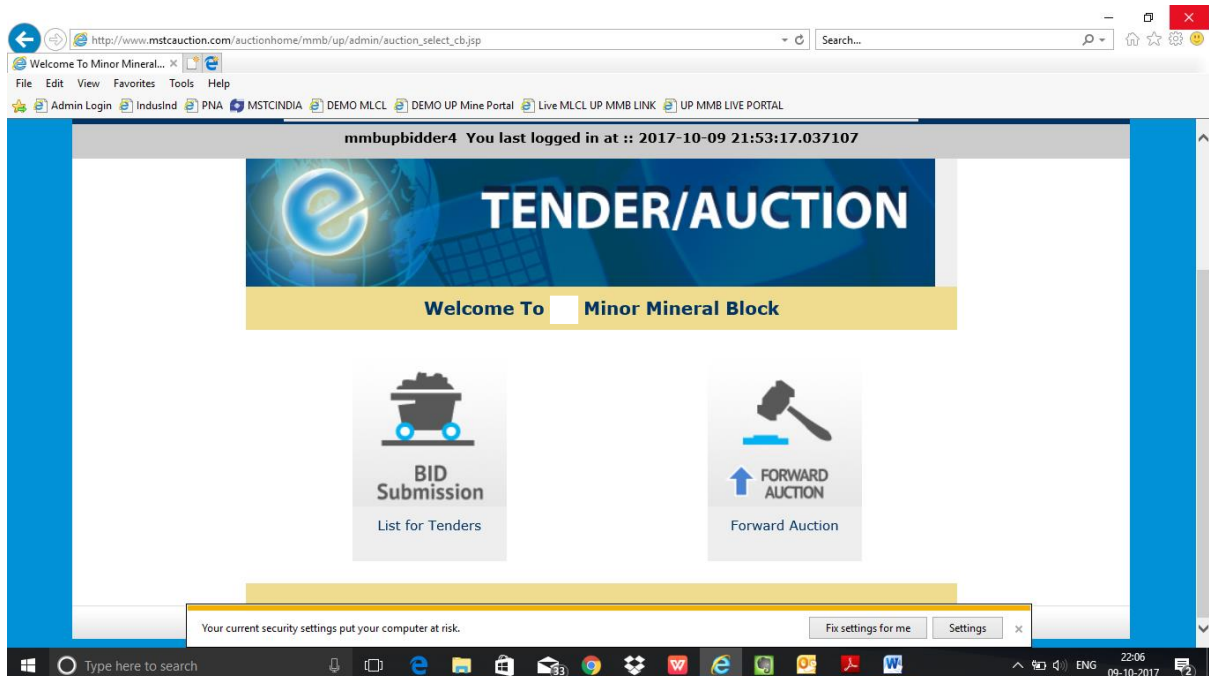 http://www.mstcauction.com/auctionhome/mmb/up/admin/auction_select_cb.jsp
Search...
Welcome To Minor Mineral...
File Edit View Favorites Tools Help
Admin Login IndusInd PNA MSTCINDIA DEMO MLCL DEMO UP Mine Portal Live MLCL UP MMB LINK UP MMB LIVE PORTAL
mmbupbidder4 You last logged in at :: 2017-10-09 21:53:17.037107
e TENDER/AUCTION
Welcome To Minor Mineral Block
BID
Submission
List for Tenders
FORWARD
AUCTION
Forward Auction
Your current security settings put your computer at risk.
Fix settings for me
Settings
Type here to search
33
ENG
22:06
09-10-2017
2